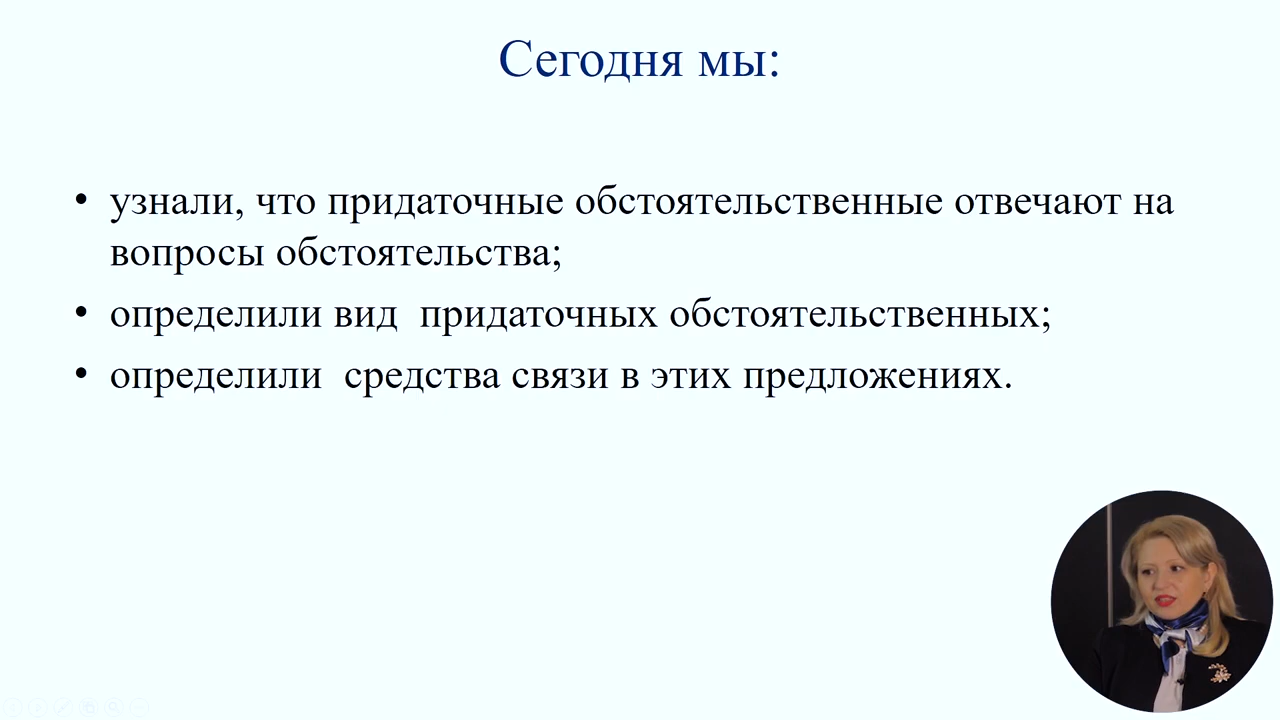 Сегодня мы:
• узнали, что придаточные обстоятельственные отвечают на
вопросы обстоятельства;
• определили вид  придаточных обстоятельственных;
• определили  средства связи в этих предложениях.